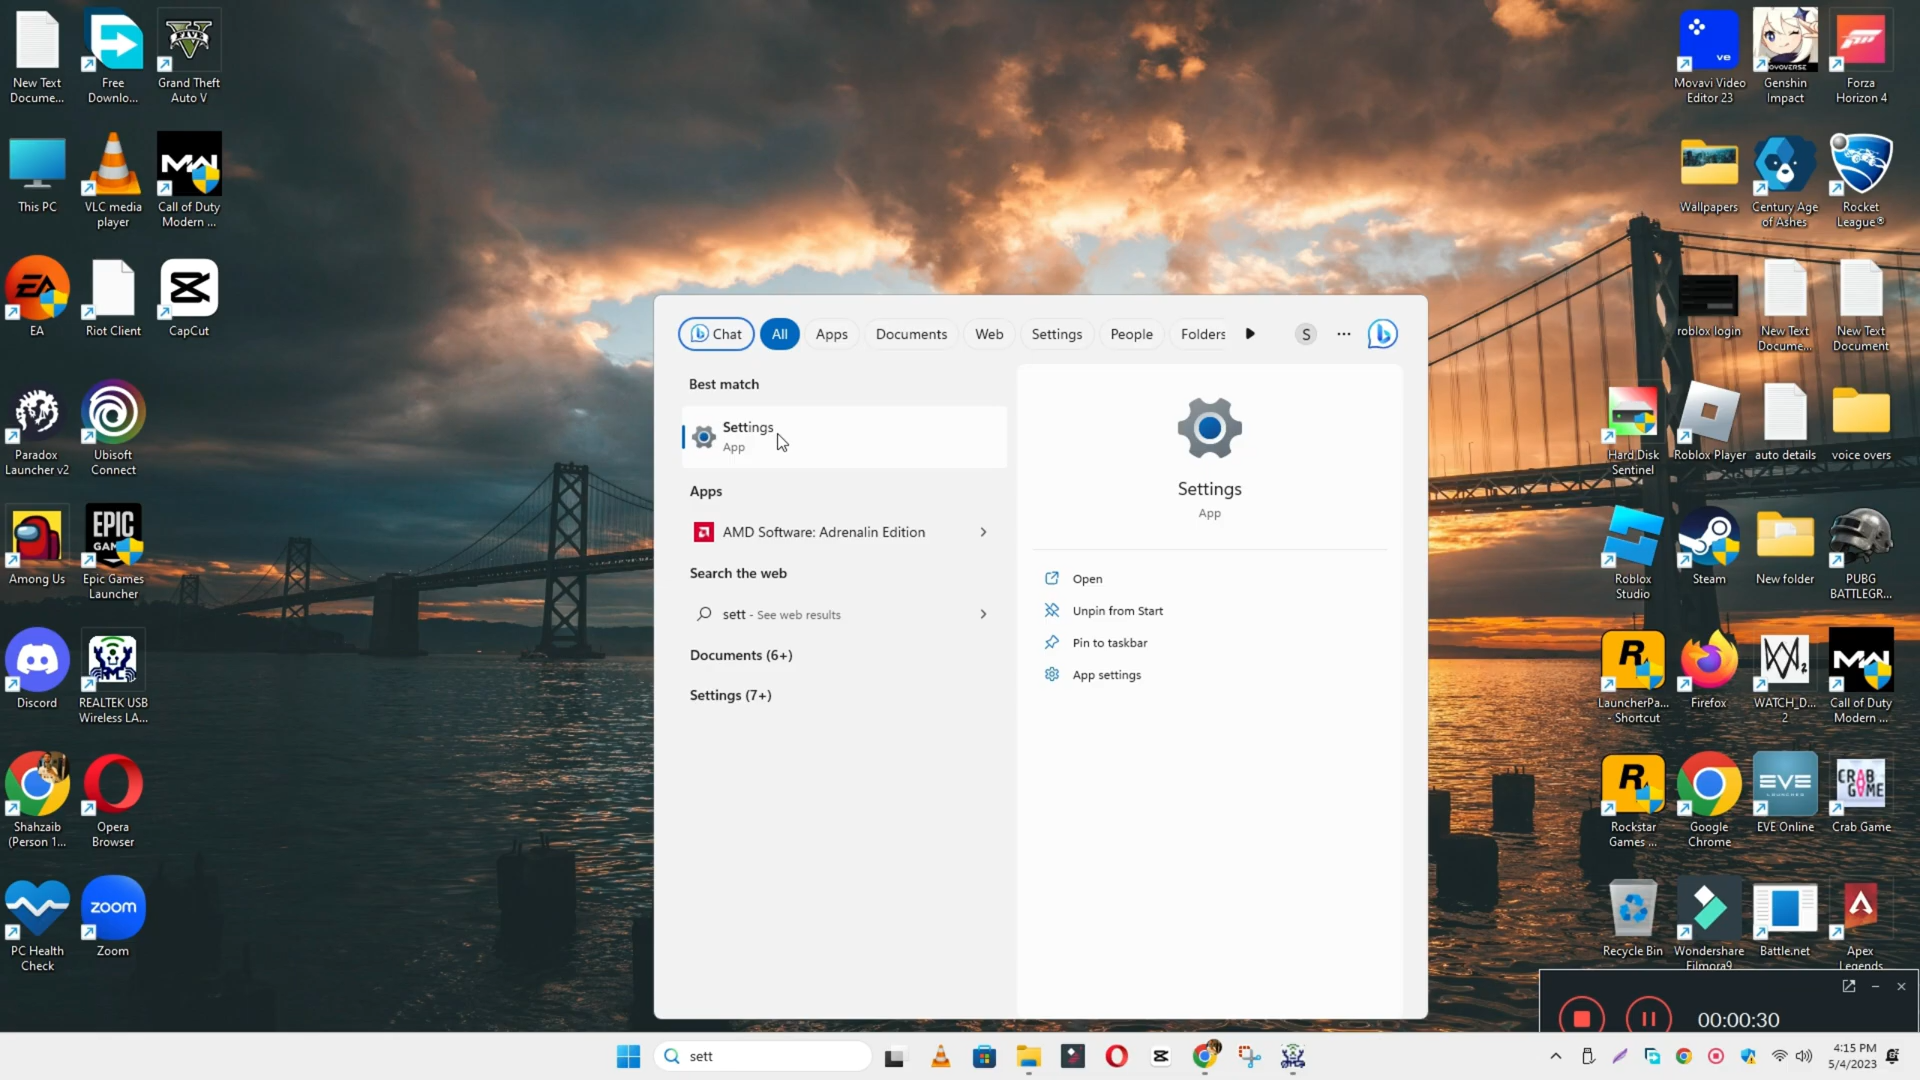 New Text
Docume...
Free
Downlo...
Grand Theft
Auto V
This PC
VLC media
player
Call of Duty
Modern ...
EA
Riot Client
CapCut
Paradox
Launcher v2
Ubisoft
Connect
Among Us
EPIC
GAM
Epic Games
Launcher
Discord
REALTEK USB
Wireless LA...
Shahzaib
(Person 1...
Opera
Browser
PC Health
Check
zoom
Zoom
Chat
All
Apps
Documents
Web
Settings
People
Folders
S
Best match
Settings
App
Apps
AMD Software: Adrenalin Edition
Search the web
sett - See web results
Documents (6+)
Settings (7+)
Settings
App
Open
Unpin from Start
Pin to taskbar
App settings
ve
Movavi Video
Editor 23
Genshin
Impact
Forza
Horizon 4
Wallpapers
Century Age
of Ashes
Rocket
League®
roblox login
New Text
Docume...
New Text
Document
Hard Disk
Sentinel
Roblox Player
auto details
voice overs
Roblox
Studio
Steam
New folder
PUBG
BATTLEGR...
LauncherPa...
- Shortcut
Firefox
WATCH_D...
2
Call of Duty
Modern ...
Rockstar
Games ...
Google
Chrome
EVE
EVE Online
CRAB
GAME
Crab Game
Recycle Bin
Wondershare
Filmora9
Battle.net
Apex
Legends
00:00:30
sett
4:15 PM
5/4/2023